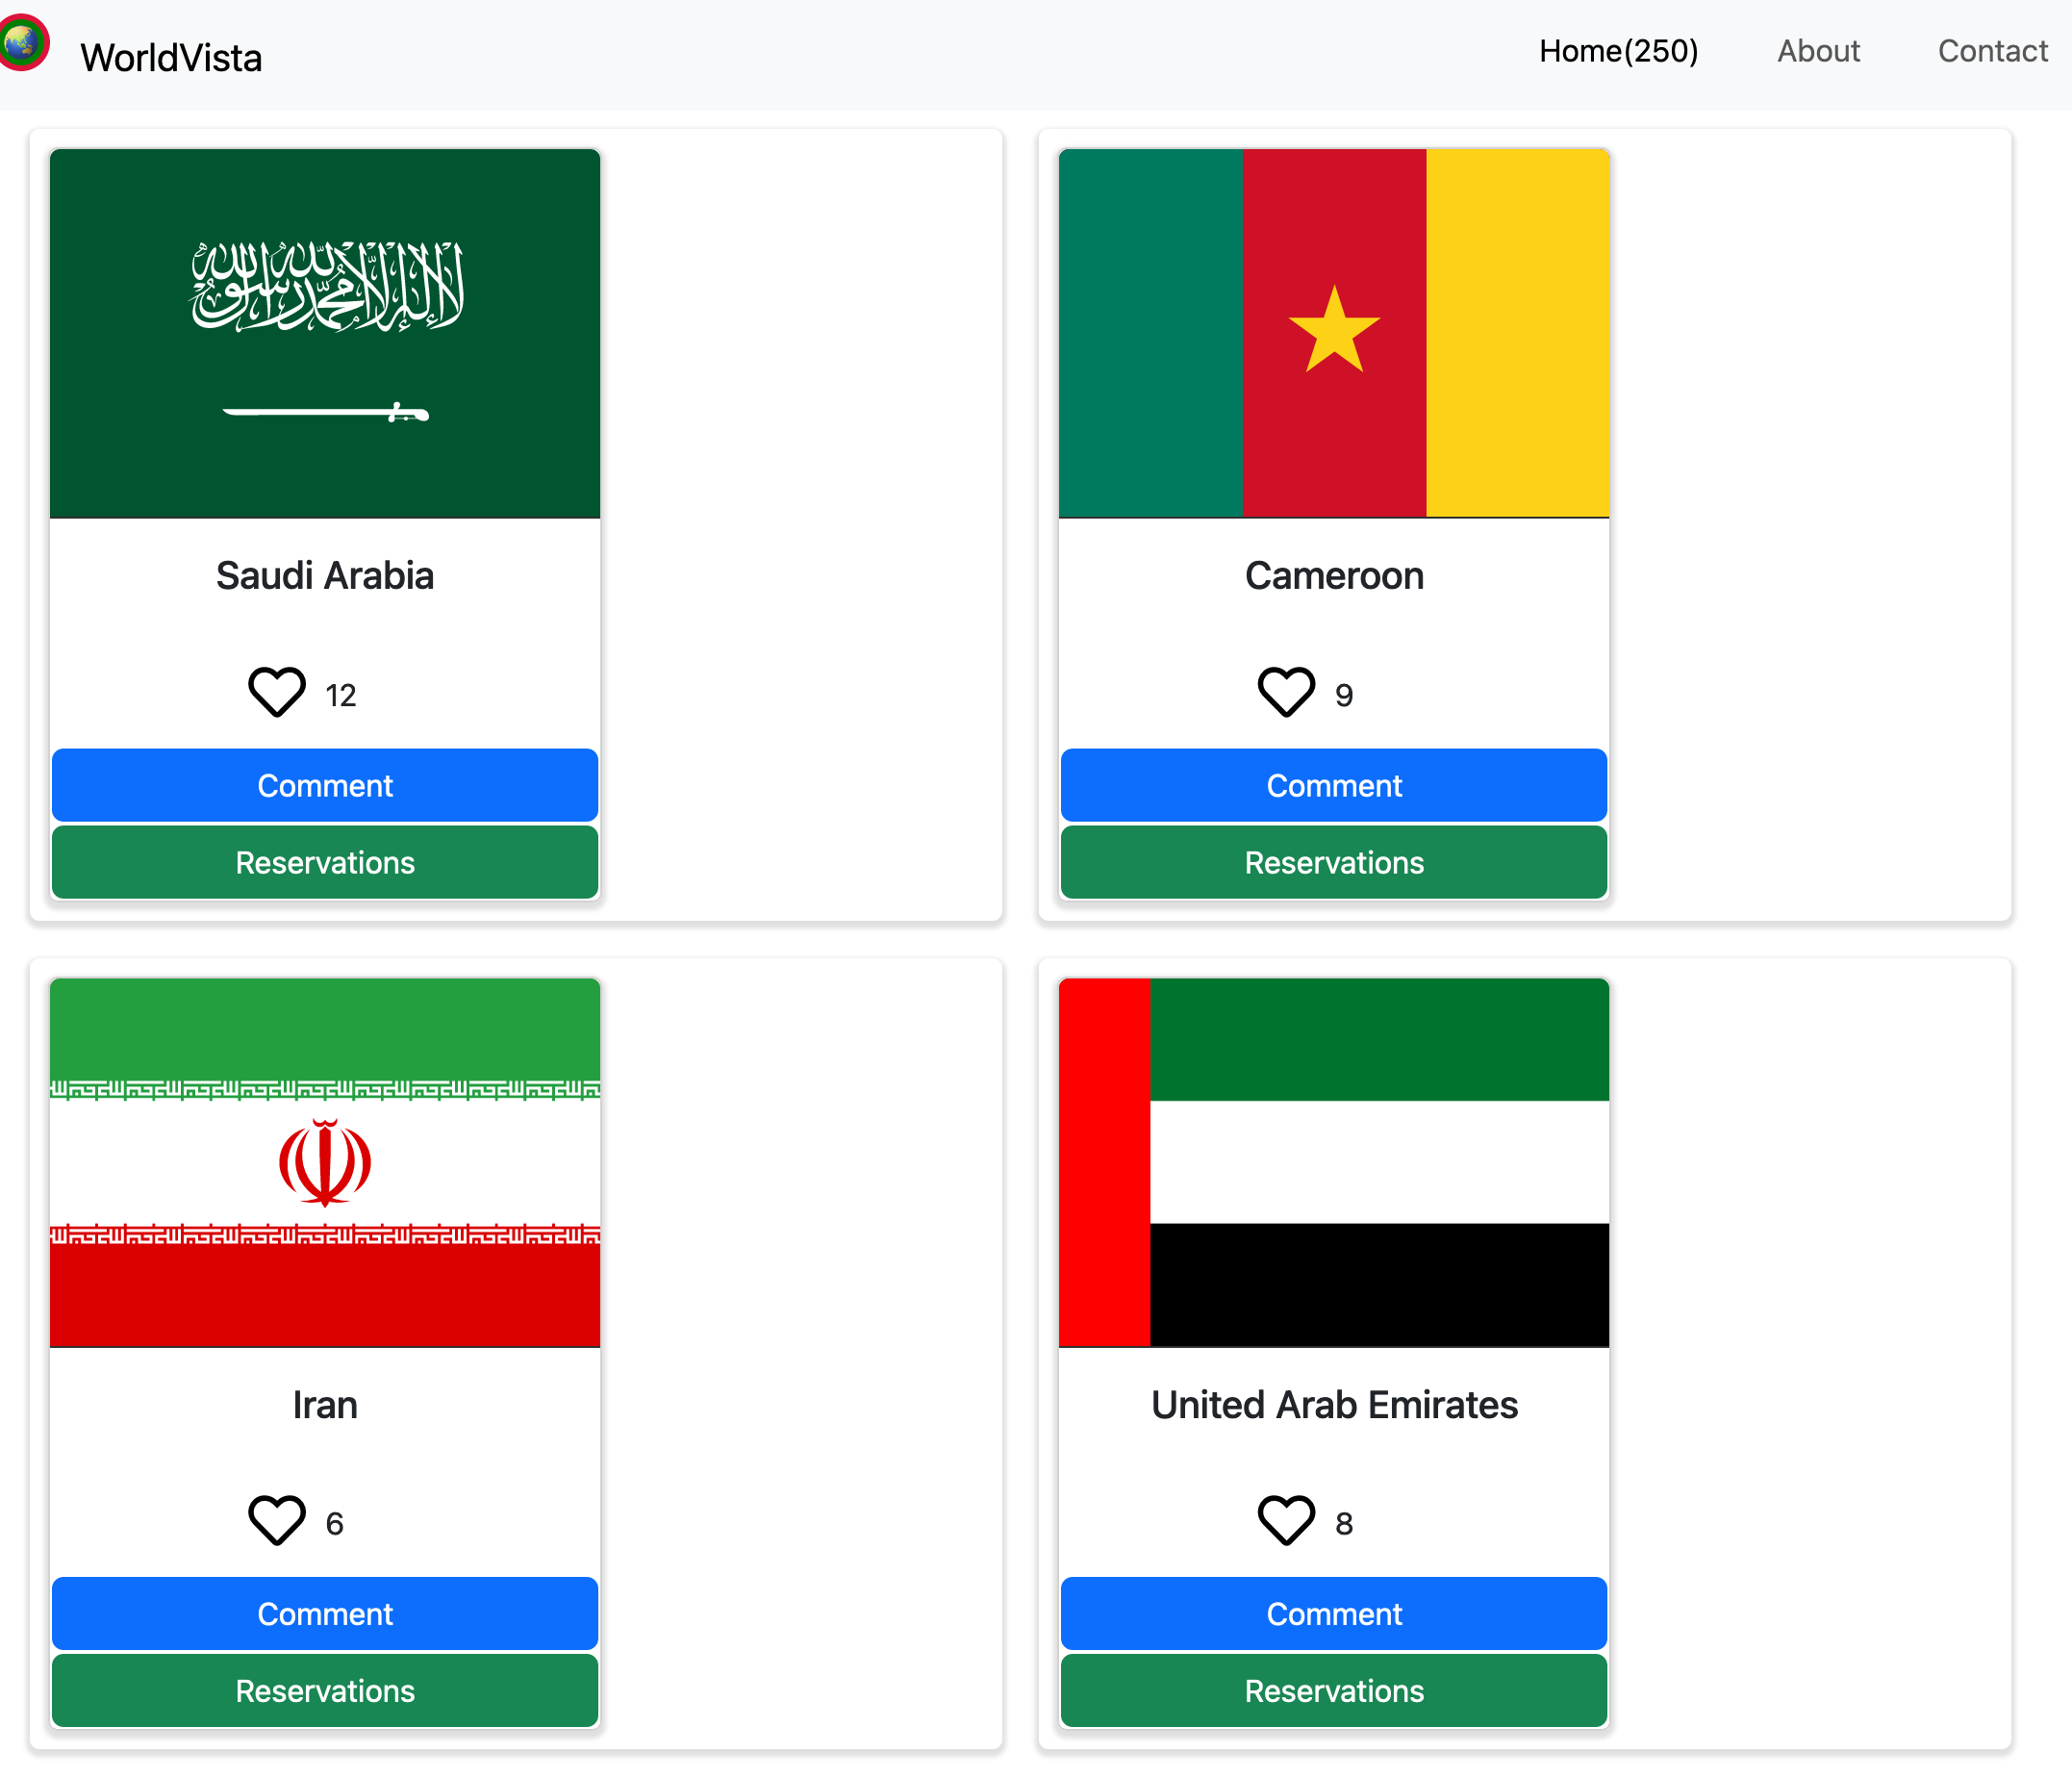 WorldVista
Home(250) About Contact
لا إله إلا الله محمد رسول الله
Saudi Arabia
12
Comment
Reservations
Cameroon
9
Comment
Reservations
Iran
6
Comment
Reservations
United Arab Emirates
8
Comment
Reservations